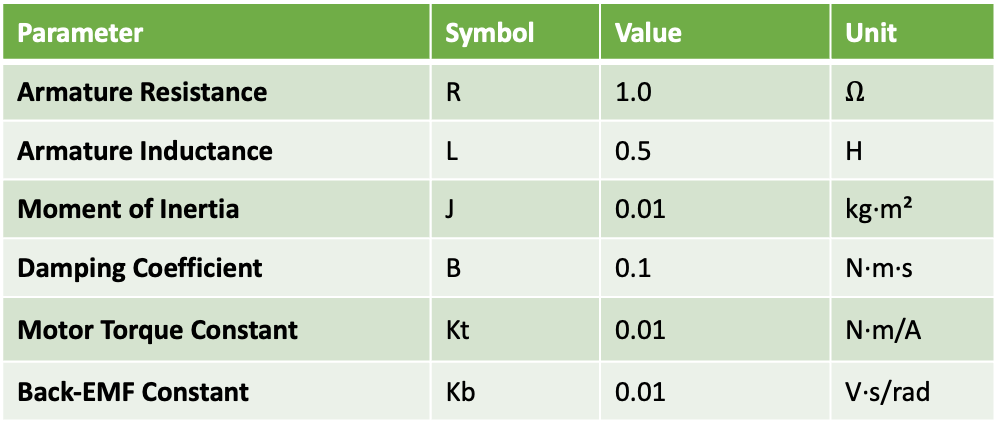 Parameter Symbol Value Unit
Armature Resistance R 1.0 Ω
Armature Inductance L 0.5 H
Moment of Inertia J 0.01 kg·m²
Damping Coefficient B 0.1 N·m·s
Motor Torque Constant Kt 0.01 N·m/A
Back-EMF Constant Kb 0.01 V·s/rad